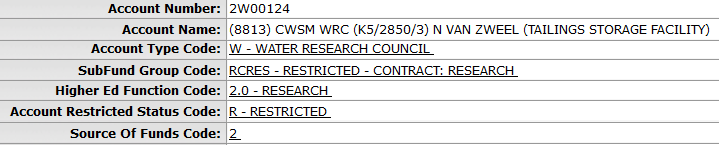 Account Number: 2W00124
Account Name: (8813) CWSM WRC (K5/2850/3) N VAN ZWEEL (TAILINGS STORAGE FACILITY)
Account Type Code: W - WATER RESEARCH COUNCIL
SubFund Group Code: RCRES - RESTRICTED - CONTRACT: RESEARCH
Higher Ed Function Code: 2.0 - RESEARCH
Account Restricted Status Code: R - RESTRICTED
Source Of Funds Code: 2